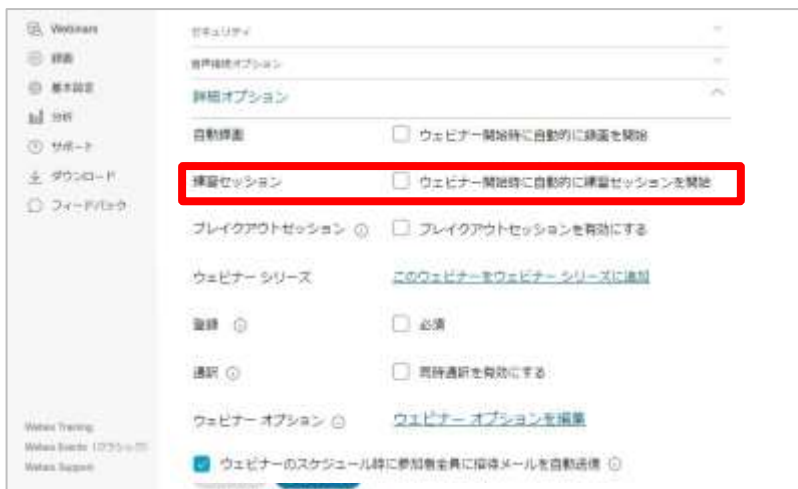 Webinars
録画
基本設定
分析
サポート
ダウンロード
フィードバック
Webex Training
Webex Events (クラシック)
Webex Support
セキュリティ
音声接続オプション
詳細オプション
自動録画 ウェビナー開始時に自動的に録画を開始
練習セッション ウェビナー開始時に自動的に練習セッションを開始
ブレイクアウトセッション ブレイクアウトセッションを有効にする
ウェビナー シリーズ このウェビナーをウェビナー シリーズに追加
登録 必須
通訳 同時通訳を有効にする
ウェビナー オプション ウェビナー オプションを編集
ウェビナーのスケジュール時に参加者全員に招待メールを自動送信